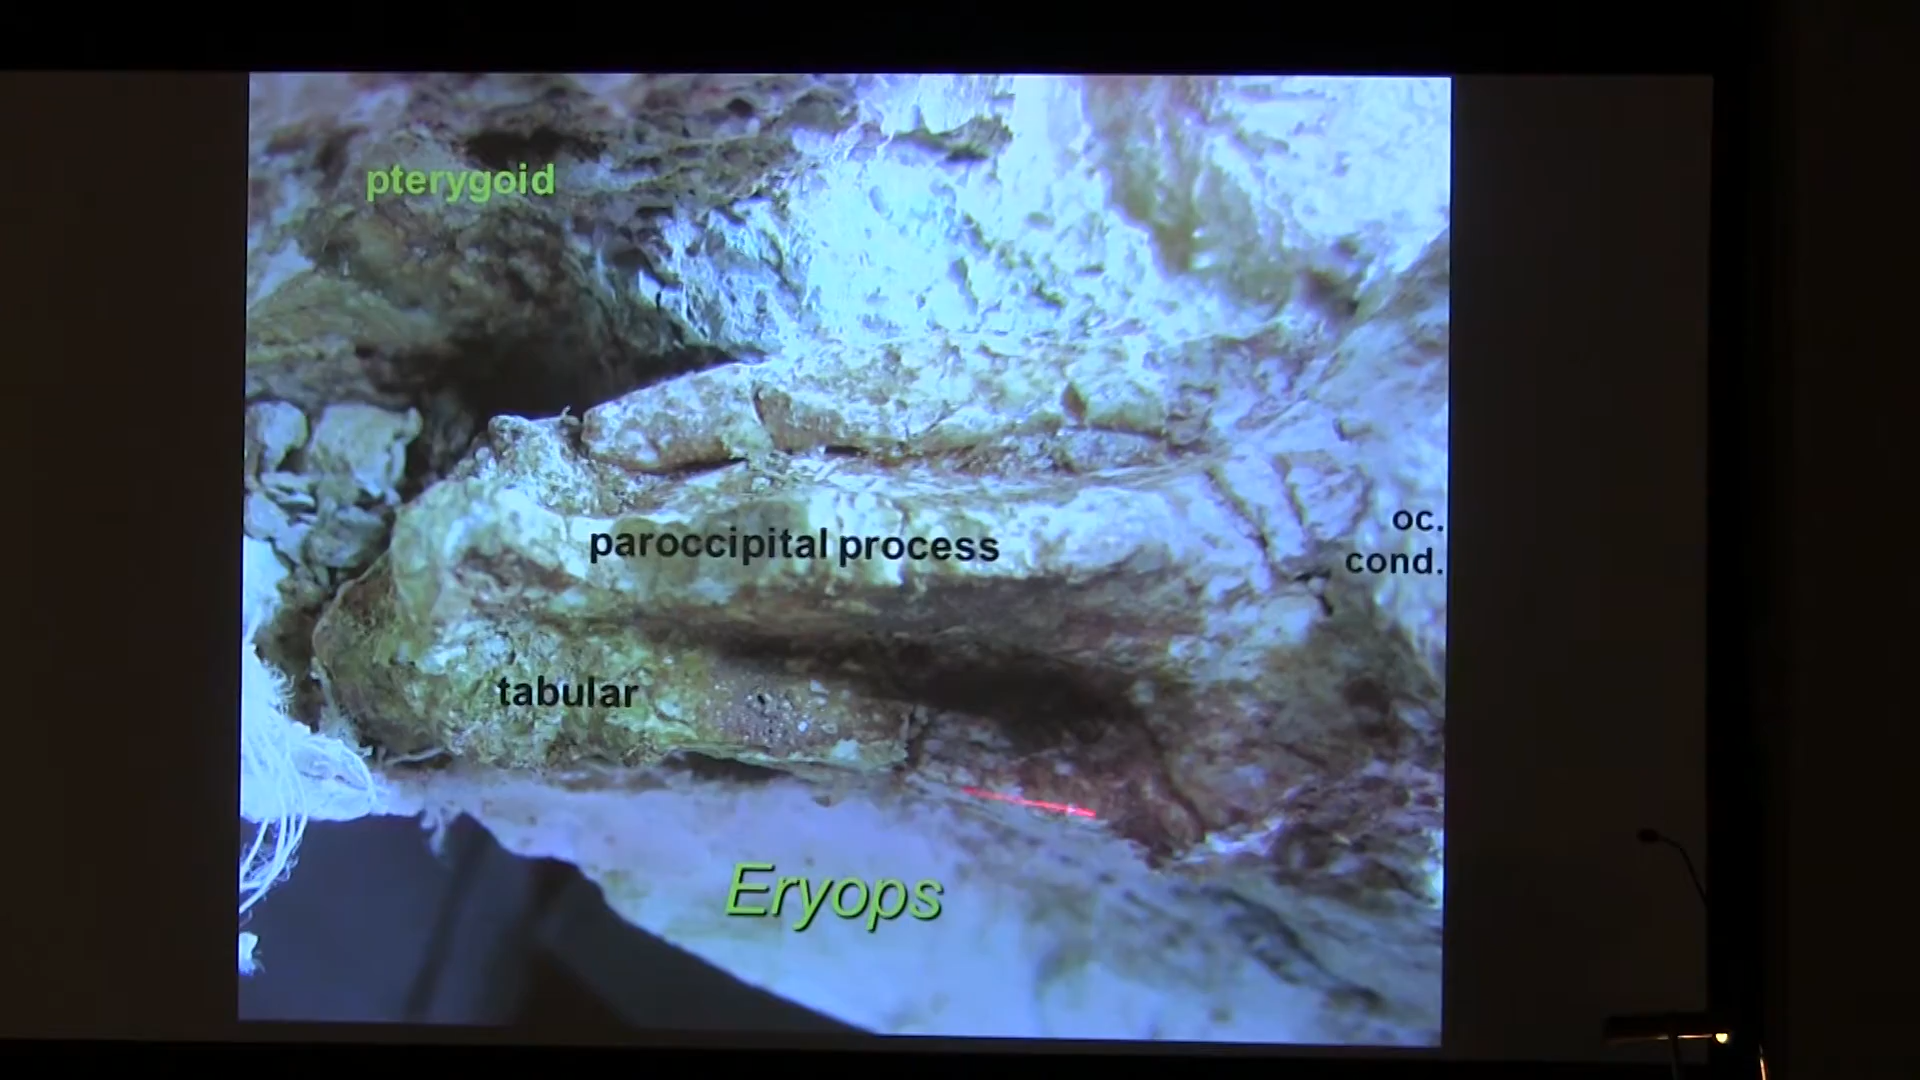 pterygoid
paroccipital process
oc.
cond.
tabular
Eryops